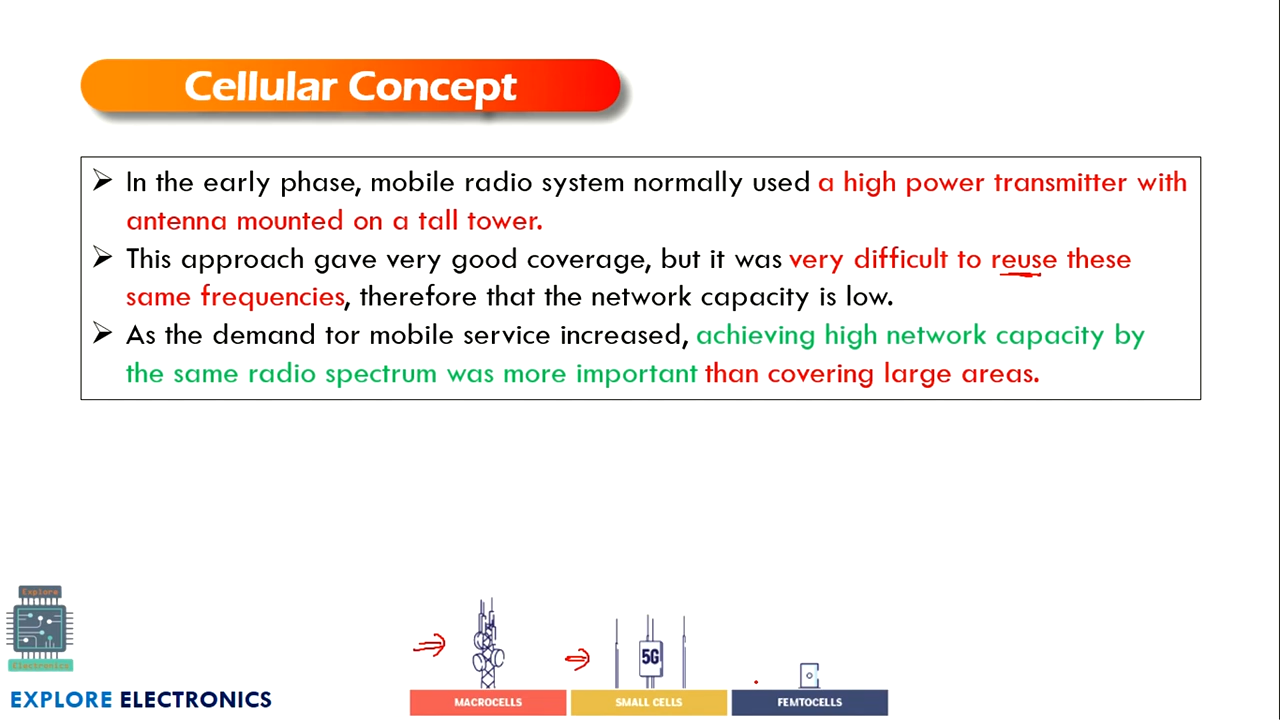 Cellular Concept
➢ In the early phase, mobile radio system normally used a high power transmitter with
antenna mounted on a tall tower.
➢ This approach gave very good coverage, but it was very difficult to reuse these
same frequencies, therefore that the network capacity is low.
➢ As the demand tor mobile service increased, achieving high network capacity by
the same radio spectrum was more important than covering large areas.
Explore
Electronics
EXPLORE ELECTRONICS
5G
MACROCELLS
SMALL CELLS
FEMTOCELLS